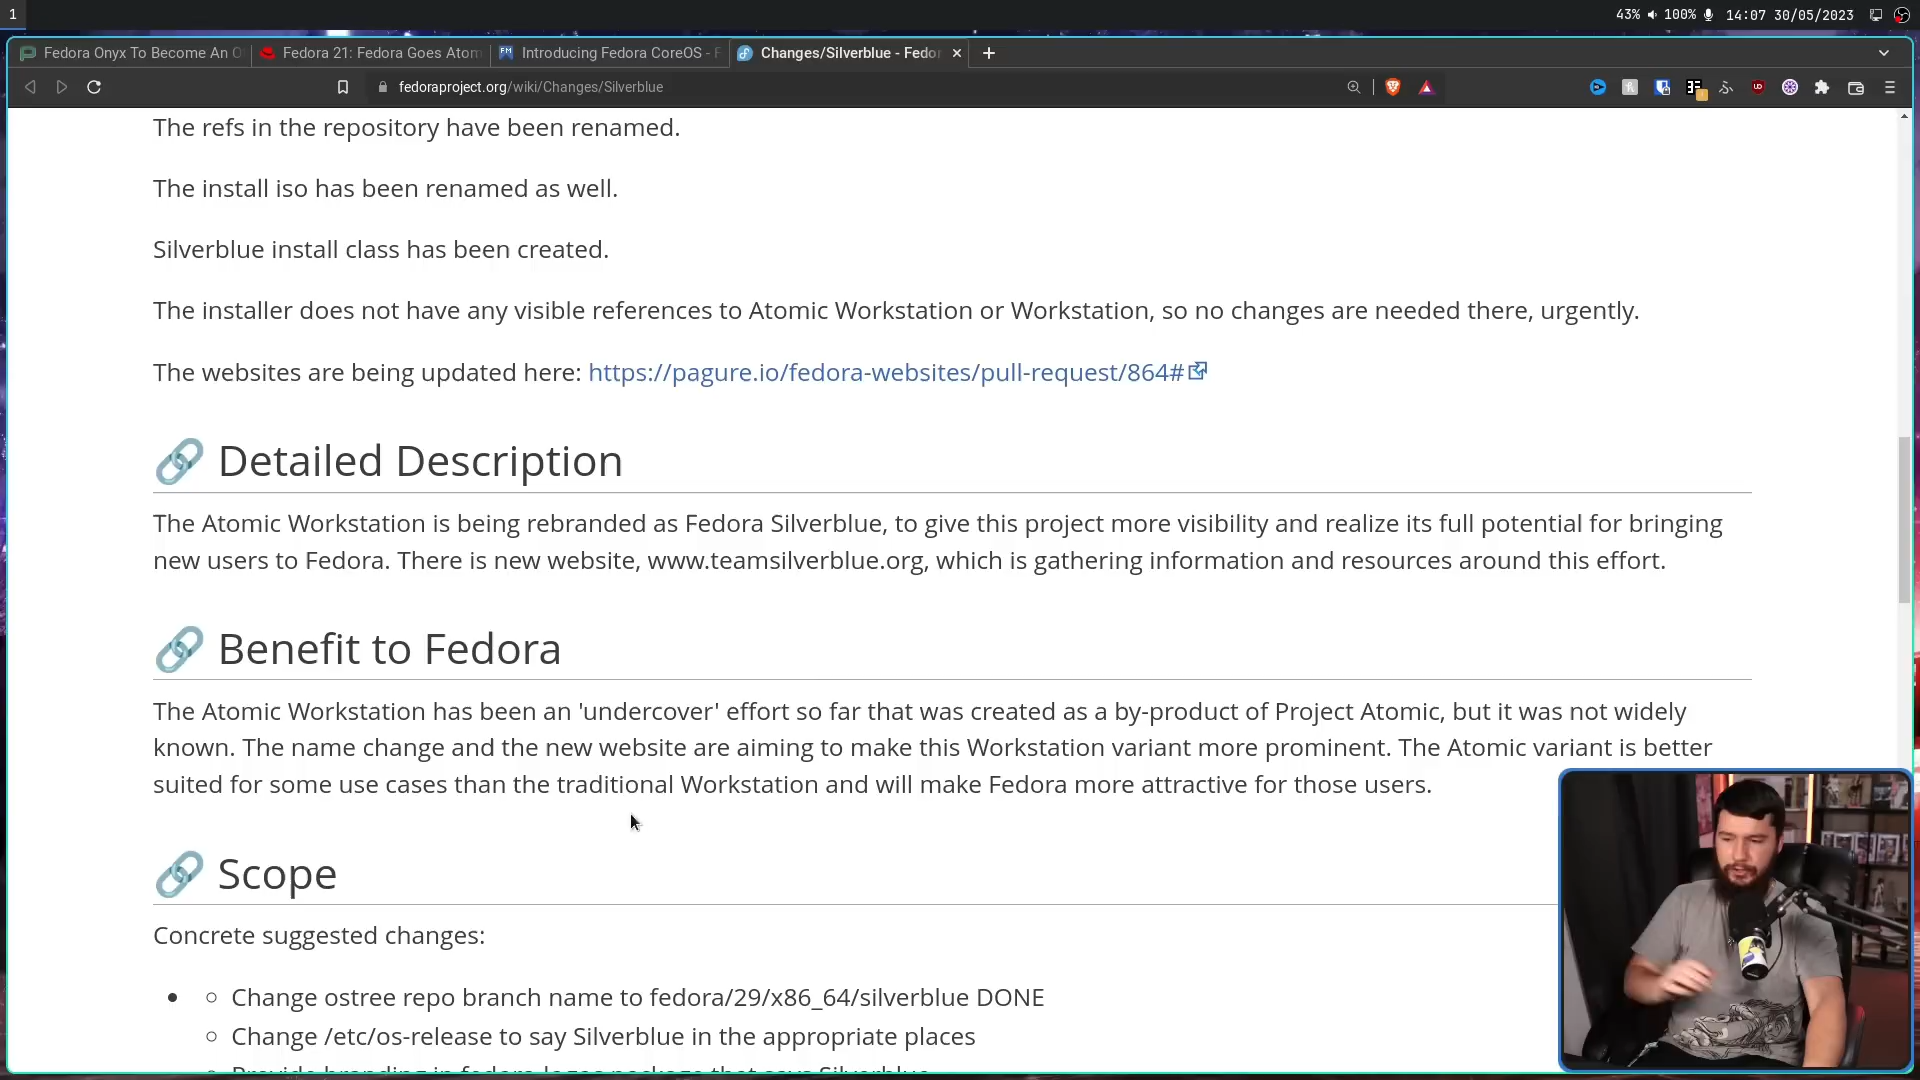 1
43% 100% 14:07 30/05/2023
Fedora Onyx To Become An O
Fedora 21: Fedora Goes Atom
Introducing Fedora CoreOS - F
Changes/Silverblue - Fedor
fedoraproject.org/wiki/Changes/Silverblue
The refs in the repository have been renamed.
The install iso has been renamed as well.
Silverblue install class has been created.
The installer does not have any visible references to Atomic Workstation or Workstation, so no changes are needed there, urgently.
The websites are being updated here: https://pagure.io/fedora-websites/pull-request/864#
Detailed Description
The Atomic Workstation is being rebranded as Fedora Silverblue, to give this project more visibility and realize its full potential for bringing
new users to Fedora. There is new website, www.teamsilverblue.org, which is gathering information and resources around this effort.
Benefit to Fedora
The Atomic Workstation has been an 'undercover' effort so far that was created as a by-product of Project Atomic, but it was not widely
known. The name change and the new website are aiming to make this Workstation variant more prominent. The Atomic variant is better
suited for some use cases than the traditional Workstation and will make Fedora more attractive for those users.
Scope
Concrete suggested changes:
Change ostree repo branch name to fedora/29/x86_64/silverblue DONE
Change /etc/os-release to say Silverblue in the appropriate places
Provide branding in fedora-logos package that says Silverblue